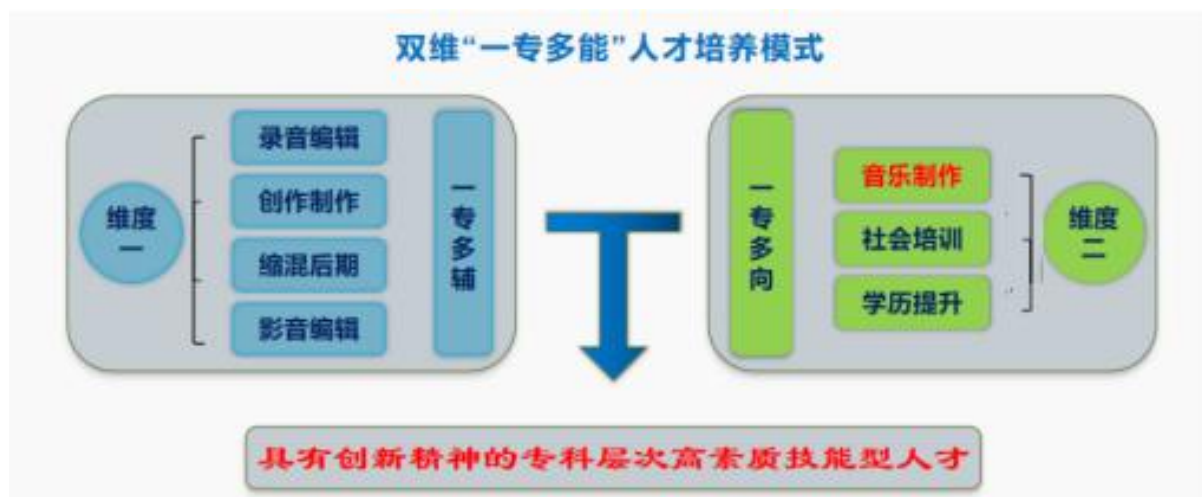 双维“一专多能”人才培养模式
维度
一
录音编辑
创作制作
缩混后期
影音编辑
一专多辅
一专多向
音乐制作
社会培训
学历提升
维度
二
具有创新精神的专科层次高素质技能型人才